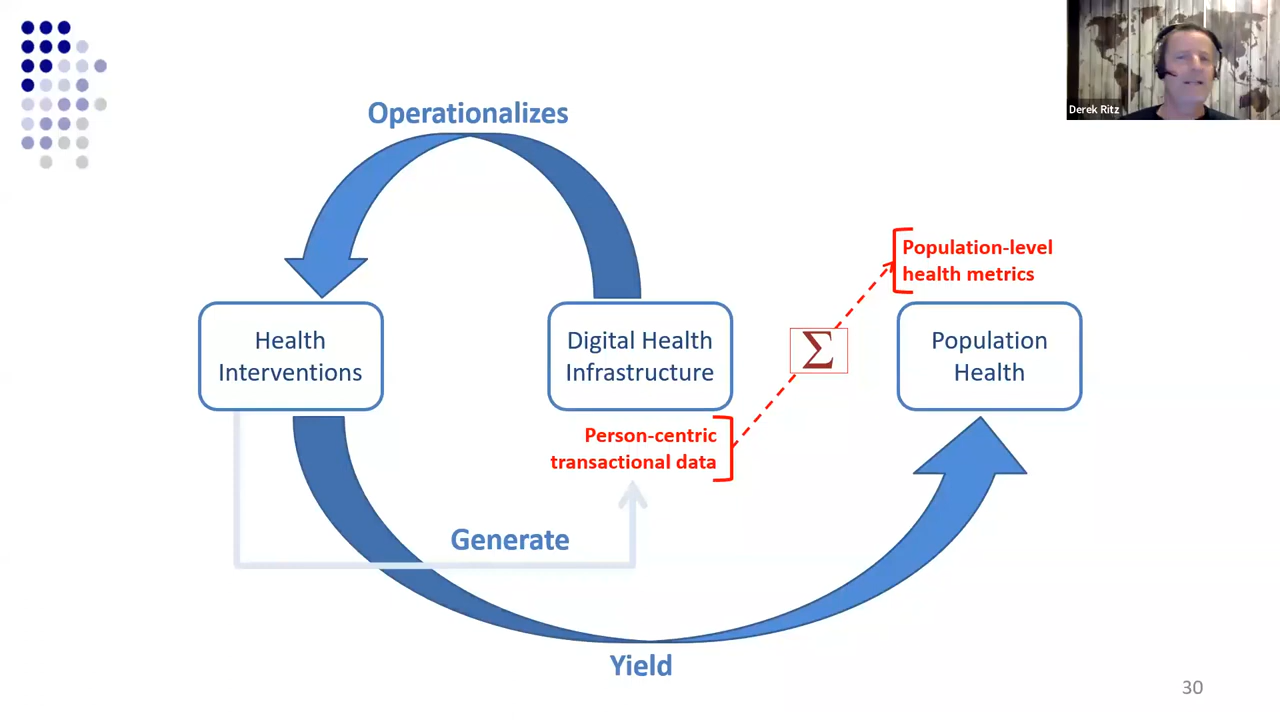 Derek Ritz
Operationalizes
Population-level
health metrics
Health
Interventions
Digital Health
Infrastructure
Σ
Population
Health
Person-centric
transactional data
Generate
Yield
30